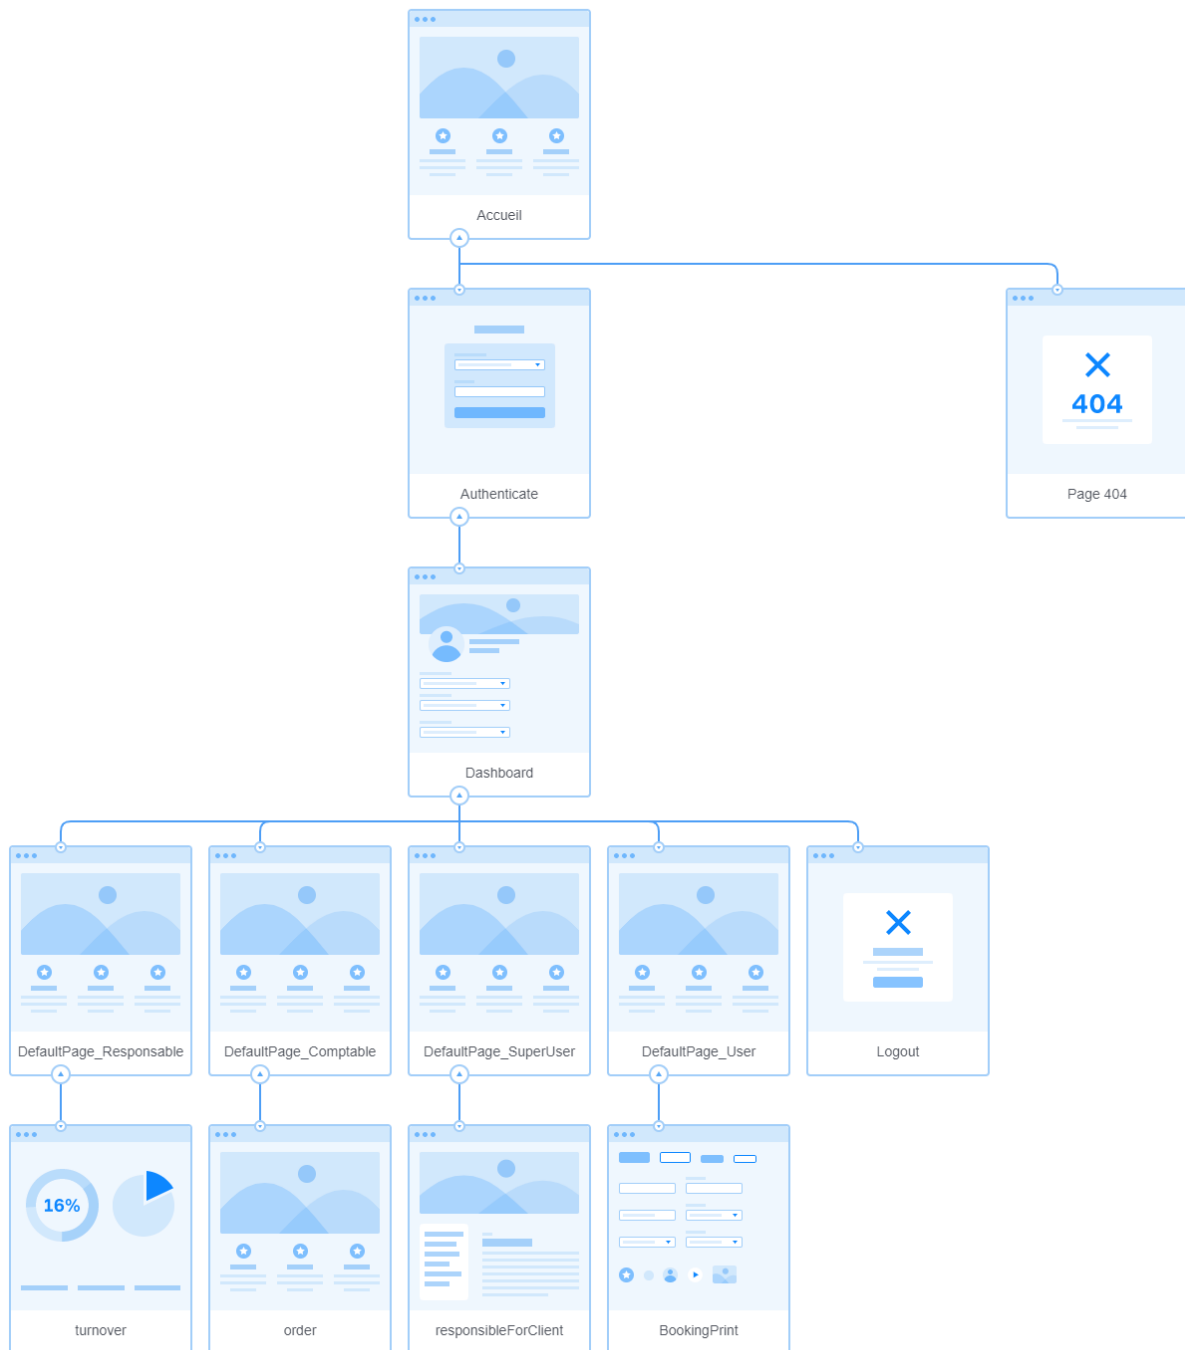 Accueil
Authenticate
404
Page 404
Dashboard
DefaultPage_Responsable
DefaultPage_Comptable
DefaultPage_SuperUser
DefaultPage_User
Logout
16%
turnover
order
responsibleForClient
BookingPrint